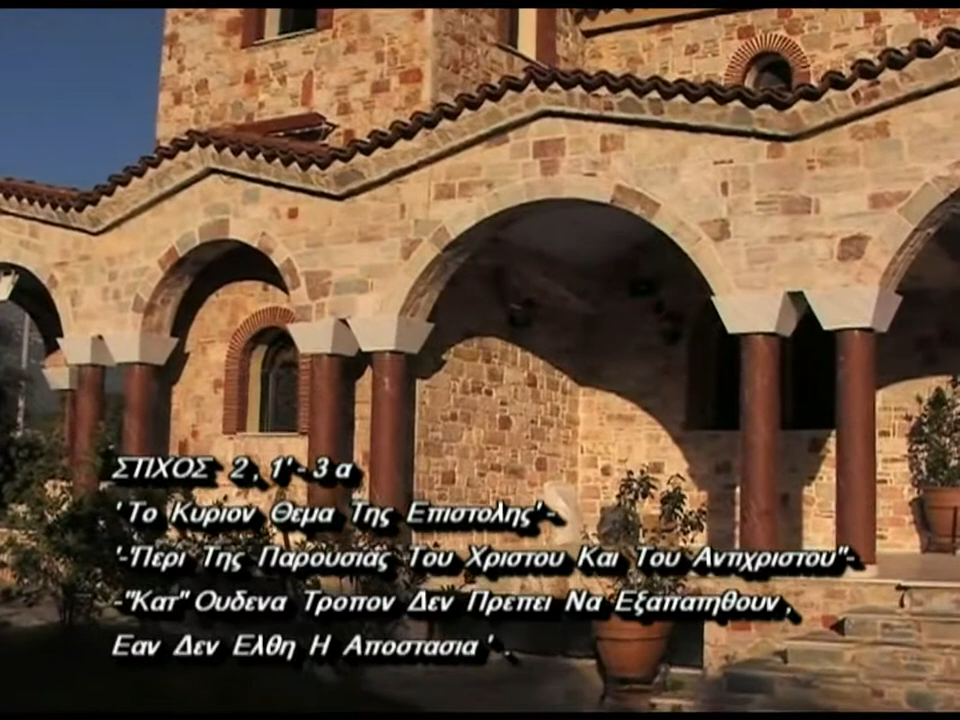 ΣΤΙΧΟΣ 2, 1'-3α
'Το Κυριον Θεμα Της Επιστολης'-
'-'Περι Της Παρουσιας Του Χριστου Και Του Αντιχριστου"-
-"Κατ" Ουδενα Τροπον Δεν Πρεπει Να Εξαπατηθουν,
Εαν Δεν Ελθη Η Αποστασια'.